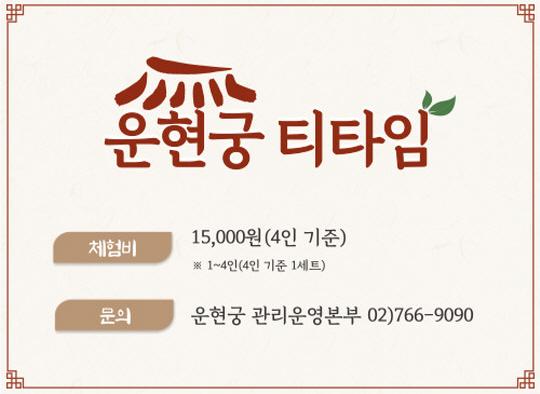 운현궁 티타임
체험비 15,000원(4인 기준)
※ 1~4인(4인 기준 1세트)
문의 운현궁 관리운영본부 02)766-9090